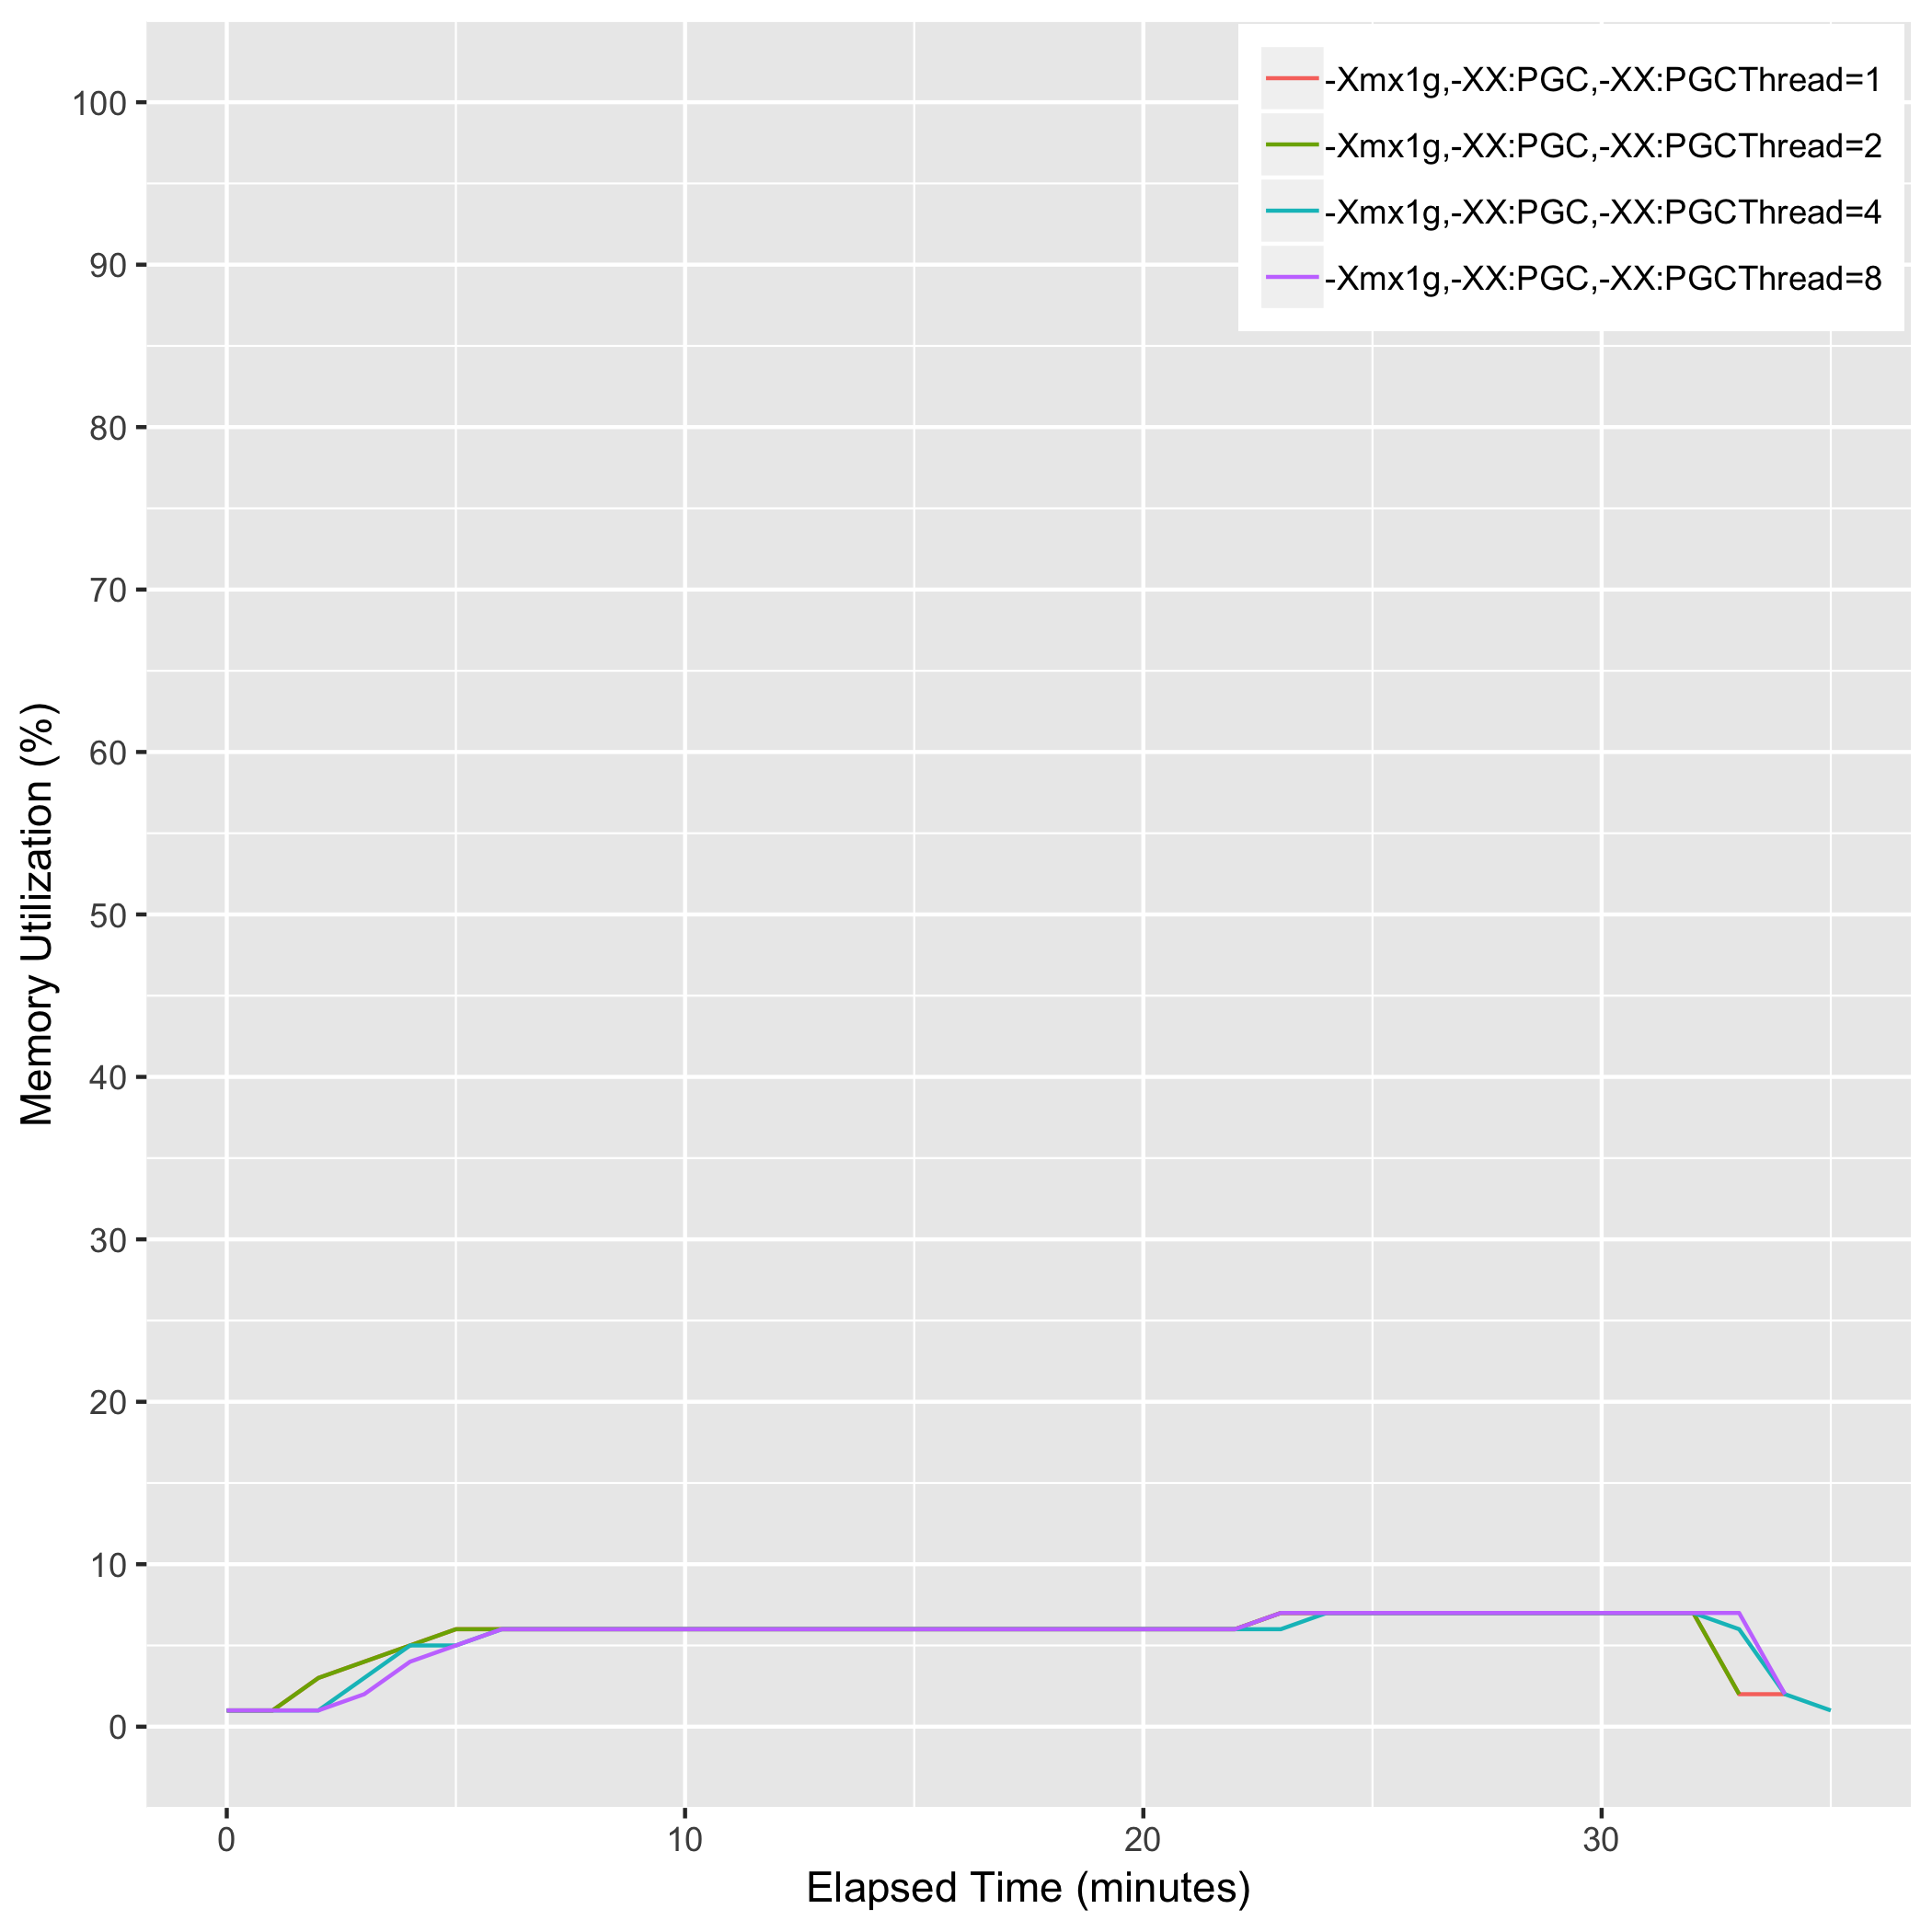 -Xmx1g,-XX:PGC,-XX:PGCThread=1
-Xmx1g,-XX:PGC,-XX:PGCThread=2
-Xmx1g,-XX:PGC,-XX:PGCThread=4
-Xmx1g,-XX:PGC,-XX:PGCThread=8
Memory Utilization (%)
100
90
80
70
60
50
40
30
20
10
0
0 10 20 30
Elapsed Time (minutes)